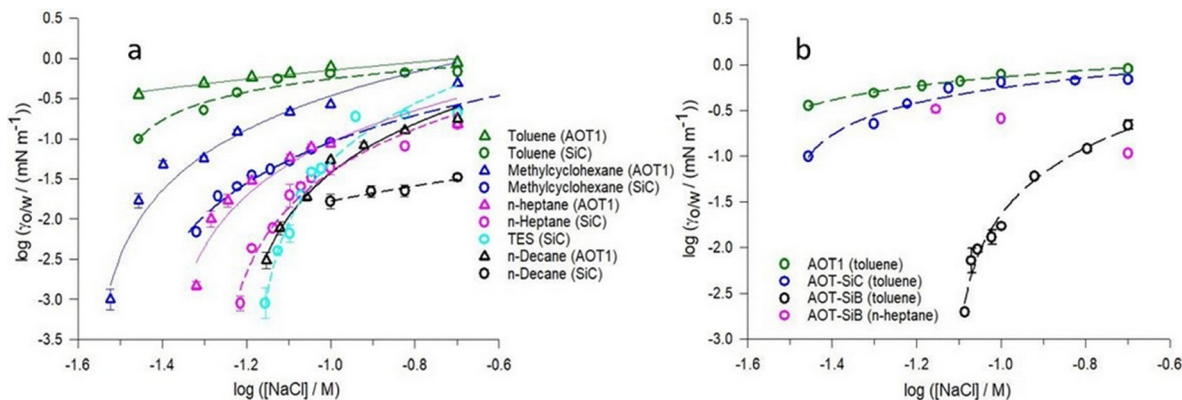 a
0.5
0.0
-0.5
-1.0
-1.5
-2.0
-2.5
-3.0
-3.5
log (γo/w / (mN m⁻¹)
-1.6 -1.4 -1.2 -1.0 -0.8 -0.6
log ([NaCl] / M)
Toluene (AOT1)
Toluene (SiC)
Methylcyclohexane (AOT1)
Methylcyclohexane (SiC)
n-heptane (AOT1)
n-Heptane (SiC)
TES (SiC)
n-Decane (AOT1)
n-Decane (SiC)
b
0.5
0.0
-0.5
-1.0
-1.5
-2.0
-2.5
-3.0
log (γo/w / (mN m⁻¹)
AOT1 (toluene)
AOT-SiC (toluene)
AOT-SiB (toluene)
AOT-SiB (n-heptane)
-1.6 -1.4 -1.2 -1.0 -0.8 -0.6
log ([NaCl] / M)